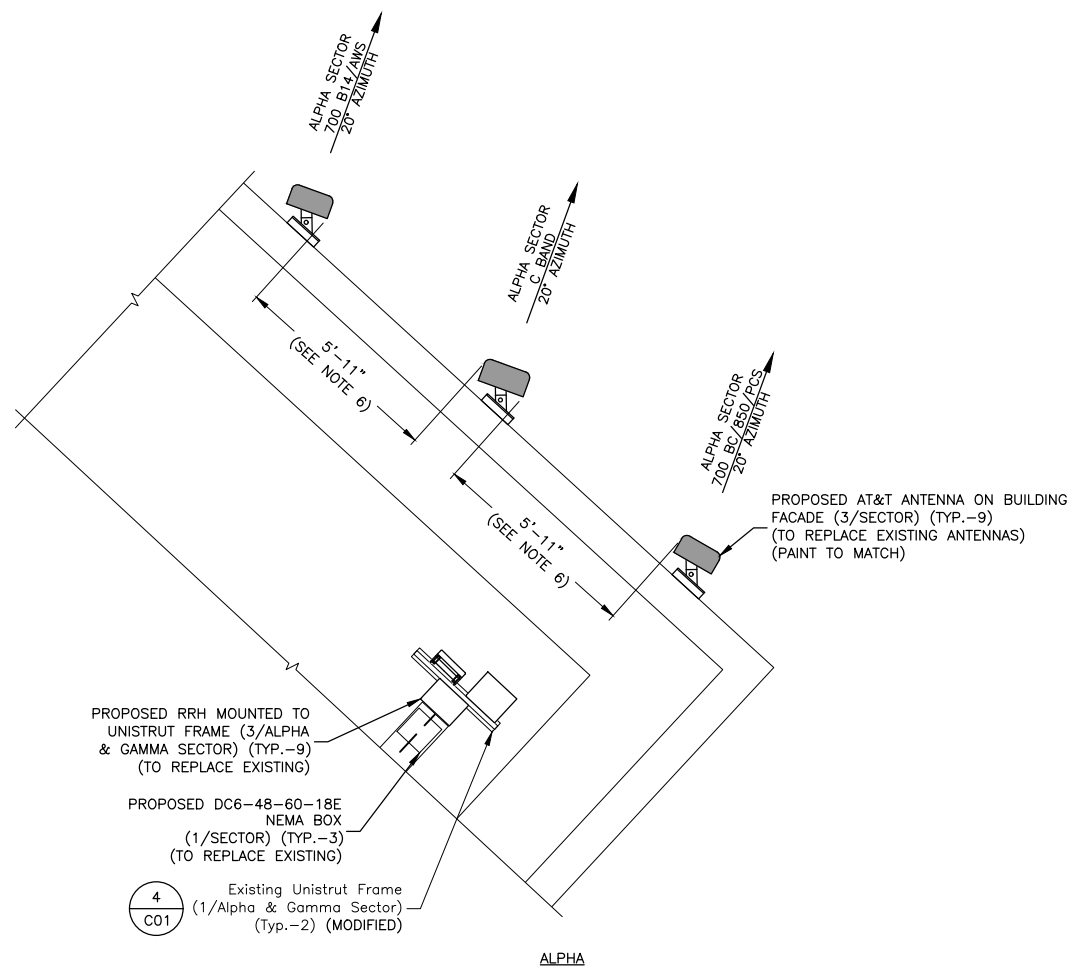 ALPHA SECTOR
700 B14/AWS
20° AZIMUTH
ALPHA SECTOR
C BAND
20° AZIMUTH
ALPHA SECTOR
700 BC/850/PCS
20° AZIMUTH
5'-11"
(SEE NOTE 6)
5'-11"
(SEE NOTE 6)
PROPOSED AT&T ANTENNA ON BUILDING
FACADE (3/SECTOR) (TYP.-9)
(TO REPLACE EXISTING ANTENNAS)
(PAINT TO MATCH)
PROPOSED RRH MOUNTED TO
UNISTRUT FRAME (3/ALPHA
& GAMMA SECTOR) (TYP.-9)
(TO REPLACE EXISTING)
PROPOSED DC6-48-60-18E
NEMA BOX
(1/SECTOR) (TYP.-3)
(TO REPLACE EXISTING)
4
C01
Existing Unistrut Frame
(1/Alpha & Gamma Sector)
(Typ.-2) (MODIFIED)
ALPHA